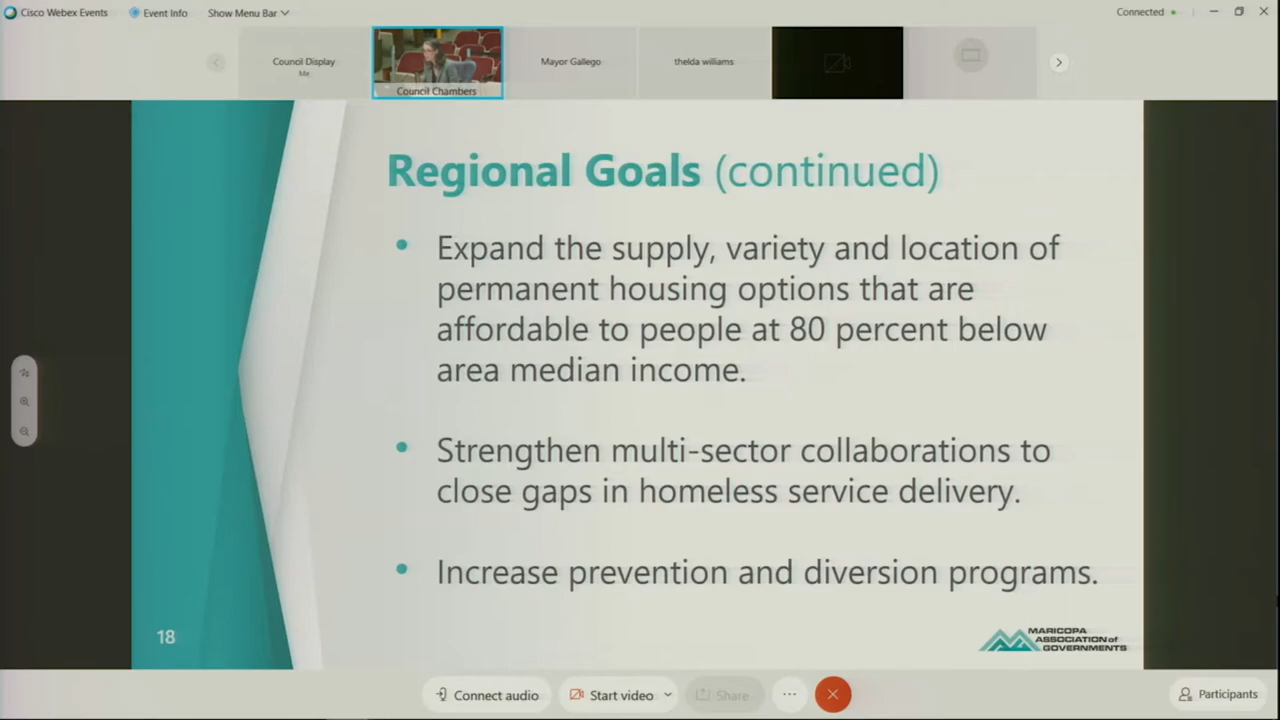 Cisco Webex Events
Event Info
Show Menu Bar
Connected
Council Display
Me
Council Chambers
Mayor Gallego
thelda wiliams
Regional Goals (continued)
• Expand the supply, variety and location of
permanent housing options that are
affordable to people at 80 percent below
area median income.
• Strengthen multi-sector collaborations to
close gaps in homeless service delivery.
• Increase prevention and diversion programs.
18
MARICOPA
ASSOCIATION of
GOVERNMENTS
Connect audio
Start video
Share
Participants